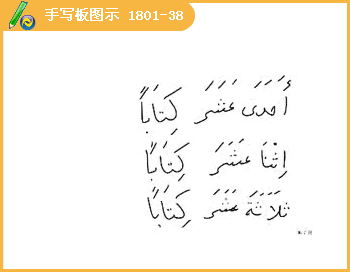 手写板图示 1801-38
أَحَدَى عَشَرَ كِتَابًا
اِثْنَا عَشَرَ كِتَابًا
ثَلَاثَةَ عَشَرَ كِتَابًا